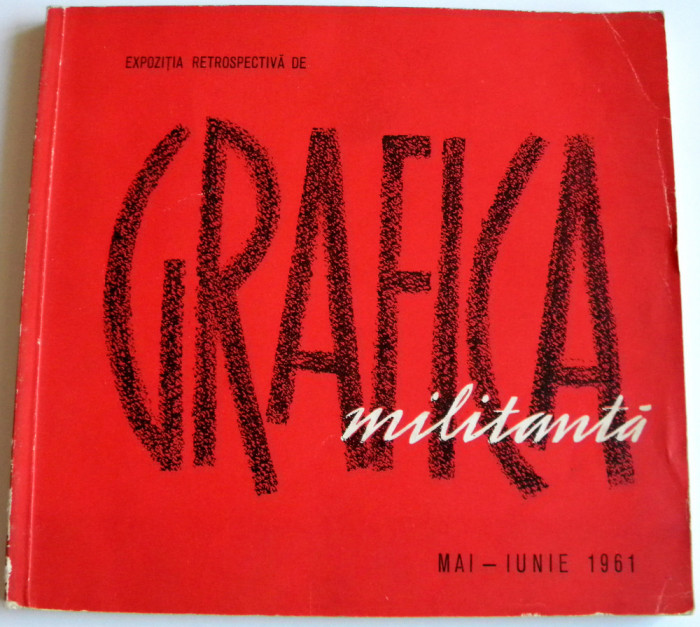 EXPOZIȚIA RETROSPECTIVĂ DE
GRAFICA
militantă
MAI – IUNIE 1961